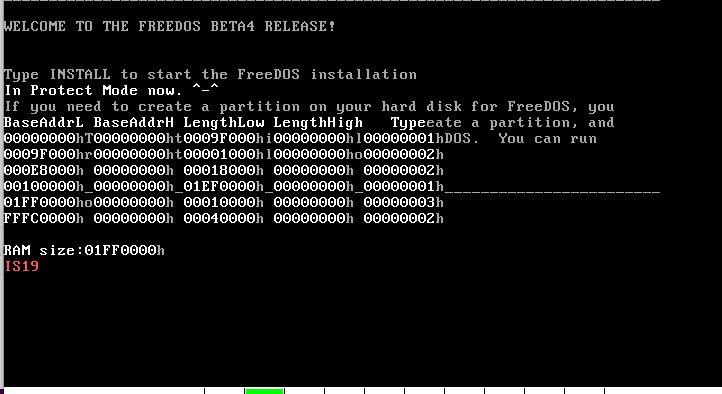 WELCOME TO THE FREEDOS BETA4 RELEASE!
Type INSTALL to start the FreeDOS installation
In Protect Mode now. ^-^
If you need to create a partition on your hard disk for FreeDOS, you
BaseAddrL BaseAddrH LengthLow LengthHigh   Typeeate a partition, and
00000000hT00000000ht0009F000hi00000000hl00000001hDOS.  You can run
0009F000hr00000000ht00001000hl00000000ho00000002h
000E8000h 00000000h 00018000h 00000000h 00000002h
00100000h_00000000h_01EF0000h_00000000h_00000001h________________________
01FF0000ho00000000h 00010000h 00000000h 00000003h
FFFC0000h 00000000h 00040000h 00000000h 00000002h
RAM size:01FF0000h
IS19